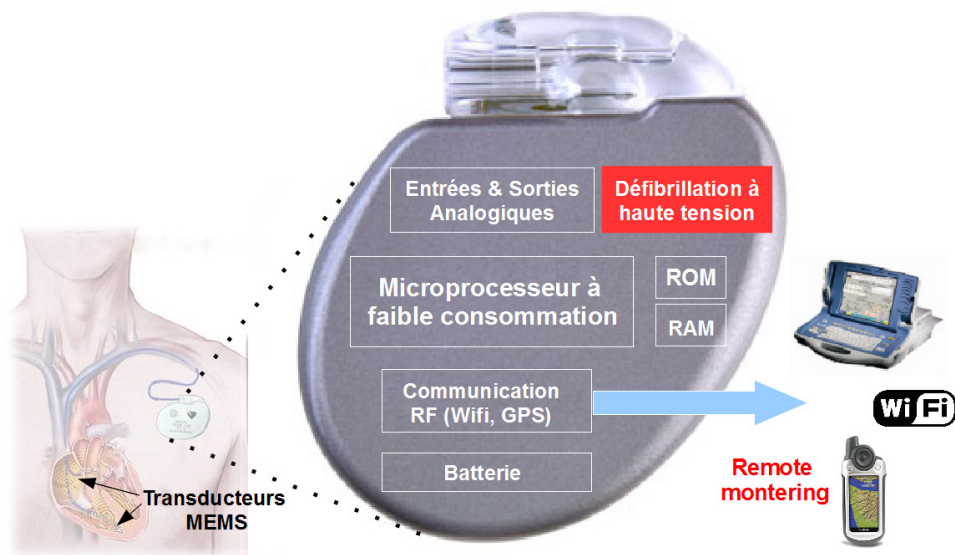 Entrées & Sorties
Analogiques
Défibrillation à
haute tension
Microprocesseur à
faible consommation
ROM
RAM
Communication
RF (Wifi, GPS)
Batterie
Transducteurs
MEMS
Wi Fi
Remote
montering